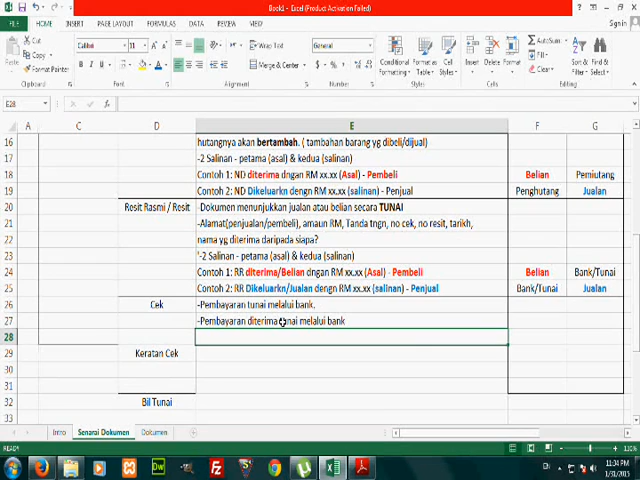 Book1 - Excel (Product Activation Failed)
FILE HOME INSERT PAGE LAYOUT FORMULAS DATA REVIEW VIEW Sign in
Cut
Copy
Format Painter
Paste
Clipboard
Calibri 11
B I U
Font
Wrap Text
Merge & Center
Alignment
General
$ % ,
Number
Conditional Formatting
Format as Table
Cell Styles
Styles
Insert Delete Format
Cells
AutoSum
Fill
Clear
Sort & Filter
Find & Select
Editing
E28 fx
A C D E F G
16 hutangnya akan bertambah. ( tambahan barang yg dibeli/dijual)
17 -2 Salinan - petama (asal) & kedua (salinan)
18 Contoh 1: ND diterima dngan RM xx.xx (Asal) - Pembeli Belian Pemiutang
19 Contoh 2: ND Dikeluarkn dengn RM xx.xx (salinan) - Penjual Penghutang Jualan
20 Resit Rasmi / Resit -Dokumen menunjukkan jualan atau belian secara TUNAI
21 -Alamat(penjualan/pembeli), amaun RM, Tanda tngn, no cek, no resit, tarikh,
22 nama yg diterima daripada siapa?
23 '-2 Salinan - petama (asal) & kedua (salinan)
24 Contoh 1: RR diterima/Belian dngan RM xx.xx (Asal) - Pembeli Belian Bank/Tunai
25 Contoh 2: RR Dikeluarkn/Jualan dengn RM xx.xx (salinan) - Penjual Bank/Tunai Jualan
26 Cek -Pembayaran tunai melalui bank.
27 -Pembayaran diterima tunai melalui bank
28
29 Keratan Cek
30
31
32 Bil Tunai
33
Intro Senarai Dokumen Dokumen
READY 130%
Dw
EN 11:34 PM
1/31/2015